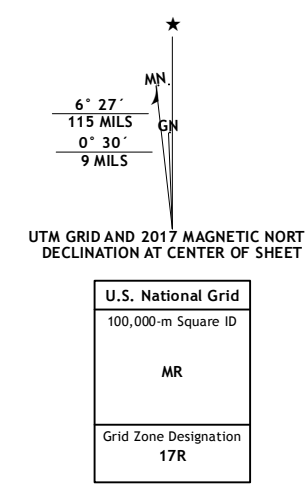 ★
MN.
6° 27´
115 MILS
GN
0° 30´
9 MILS
UTM GRID AND 2017 MAGNETIC NORT
DECLINATION AT CENTER OF SHEET
U.S. National Grid
100,000-m Square ID
MR
Grid Zone Designation
17R